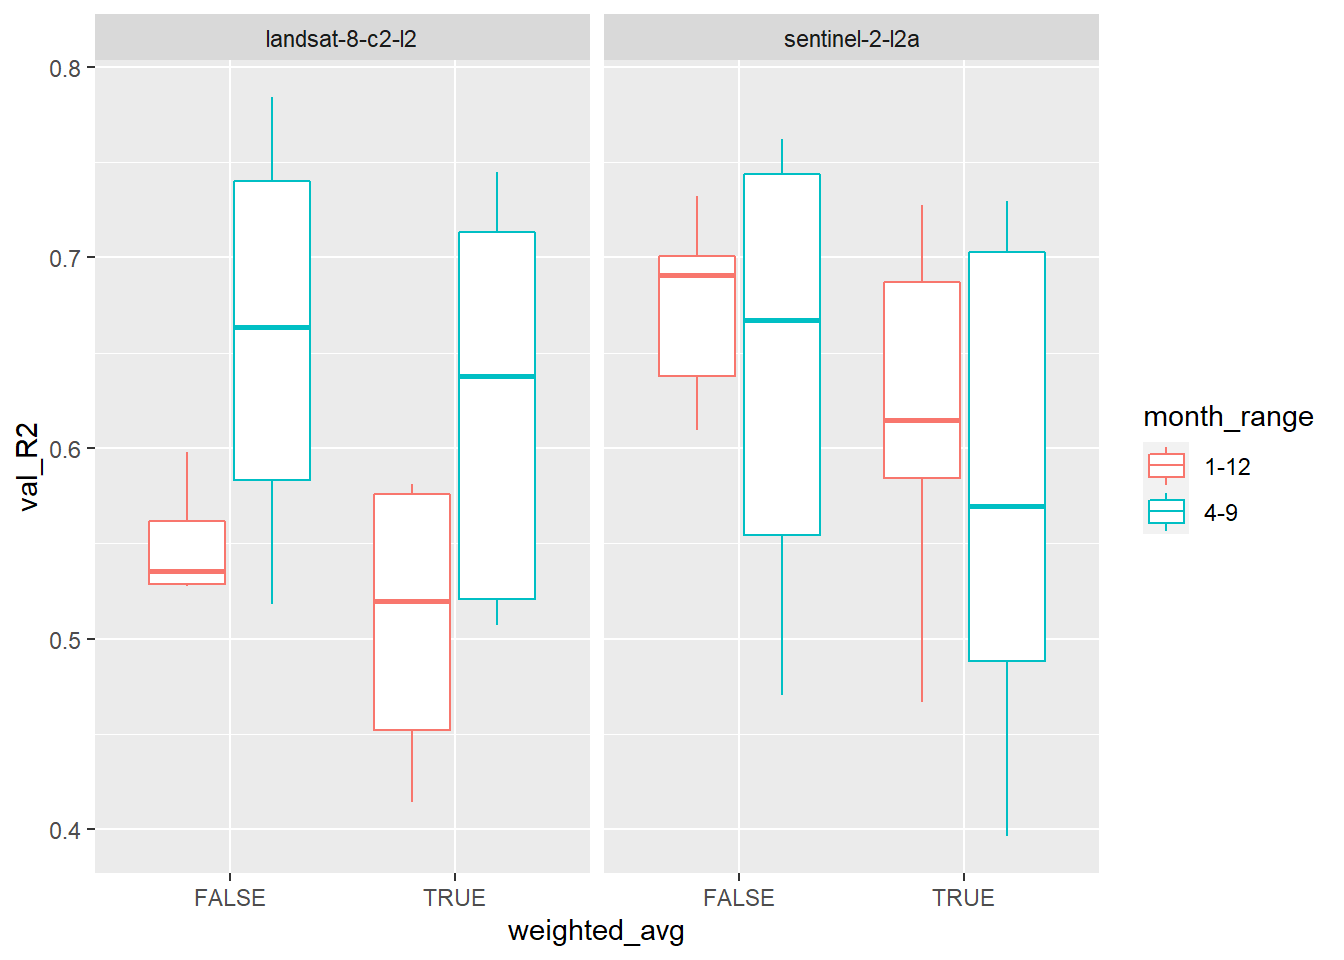 landsat-8-c2-l2
sentinel-2-l2a
0.8
0.7
0.6
0.5
0.4
val_R2
FALSE
TRUE
FALSE
TRUE
weighted_avg
month_range
1-12
4-9